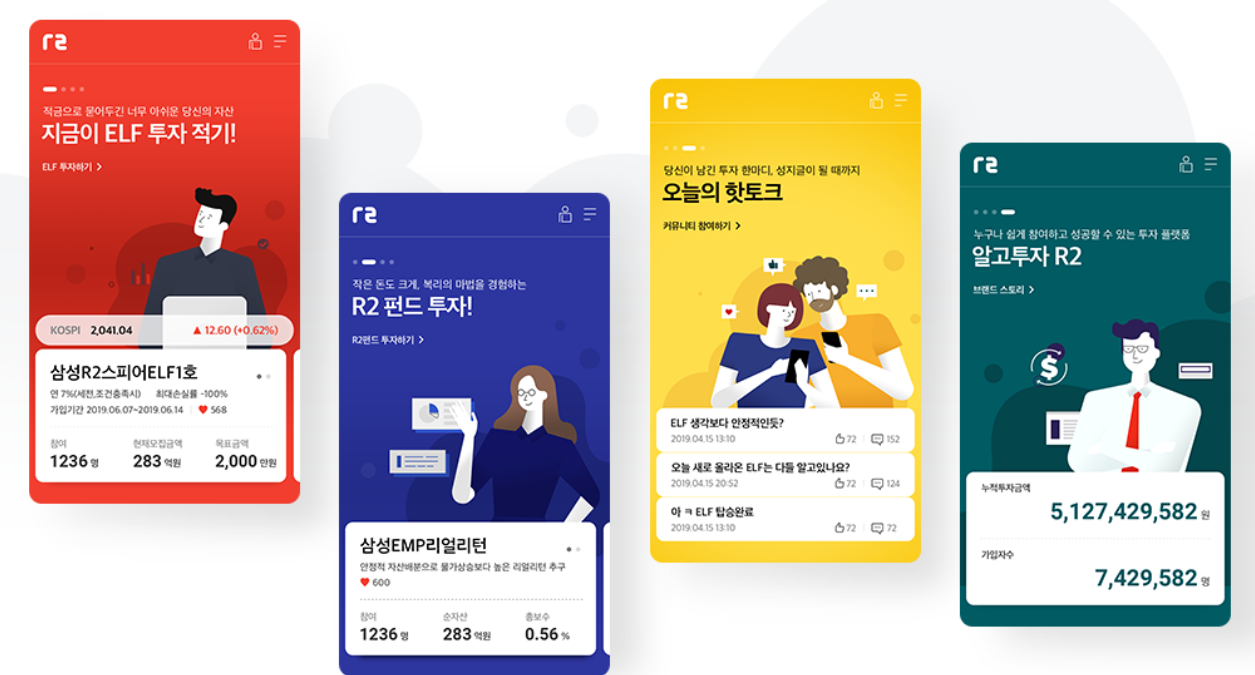 r2
적금으로 묻어두긴 너무 아쉬운 당신의 자산
지금이 ELF 투자 적기!
ELF 투자하기 >
KOSPI 2,041.04 ▲ 12.60 (+0.62%)
삼성R2스피어ELF1호
연 7%(세전,조건충족시) 최대손실률 -100%
가입기간 2019.06.07~2019.06.14 568
참여 현재모집금액 목표금액
1236 명 283 억원 2,000 만원
r2
작은 돈도 크게, 복리의 마법을 경험하는
R2 펀드 투자!
R2펀드 투자하기 >
삼성EMP리얼리턴
안정적 자산배분으로 물가상승보다 높은 리얼리턴 추구
600
참여 순자산 총보수
1236 명 283 억원 0.56 %
r2
당신이 남긴 투자 한마디, 성지글이 될 때까지
오늘의 핫토크
커뮤니티 참여하기 >
ELF 생각보다 안정적인듯?
2019.04.15 13:10 72 152
오늘 새로 올라온 ELF는 다들 알고있나요?
2019.04.15 20:52 72 124
아 ㅋ ELF 탑승완료
2019.04.15 13:10 72 72
r2
누구나 쉽게 참여하고 성공할 수 있는 투자 플랫폼
알고투자 R2
브랜드 스토리 >
$
누적투자금액
5,127,429,582 원
가입자수
7,429,582 명